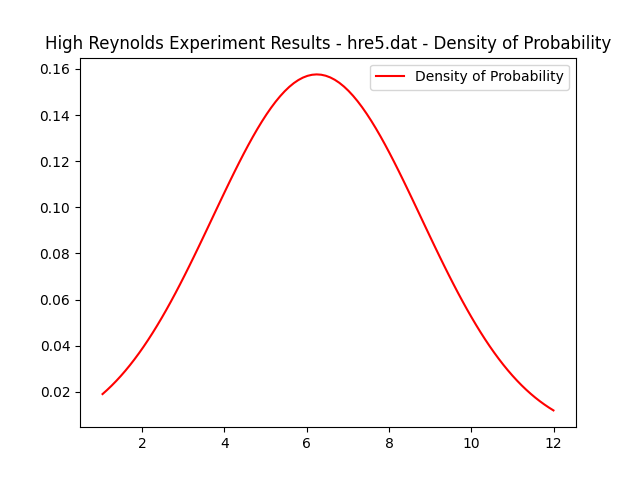 High Reynolds Experiment Results - hre5.dat - Density of Probability
Density of Probability
0.16
0.14
0.12
0.10
0.08
0.06
0.04
0.02
2 4 6 8 10 12